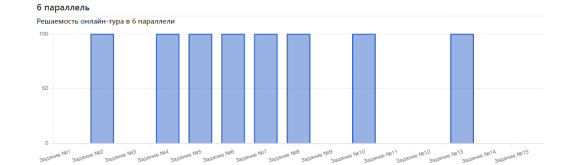 6 параллель
Решаемость онлайн-тура в 6 параллели
100
50
0
Задание №1 Задание №2 Задание №3 Задание №4 Задание №5 Задание №6 Задание №7 Задание №8 Задание №9 Задание №10 Задание №11 Задание №12 Задание №13 Задание №14 Задание №15